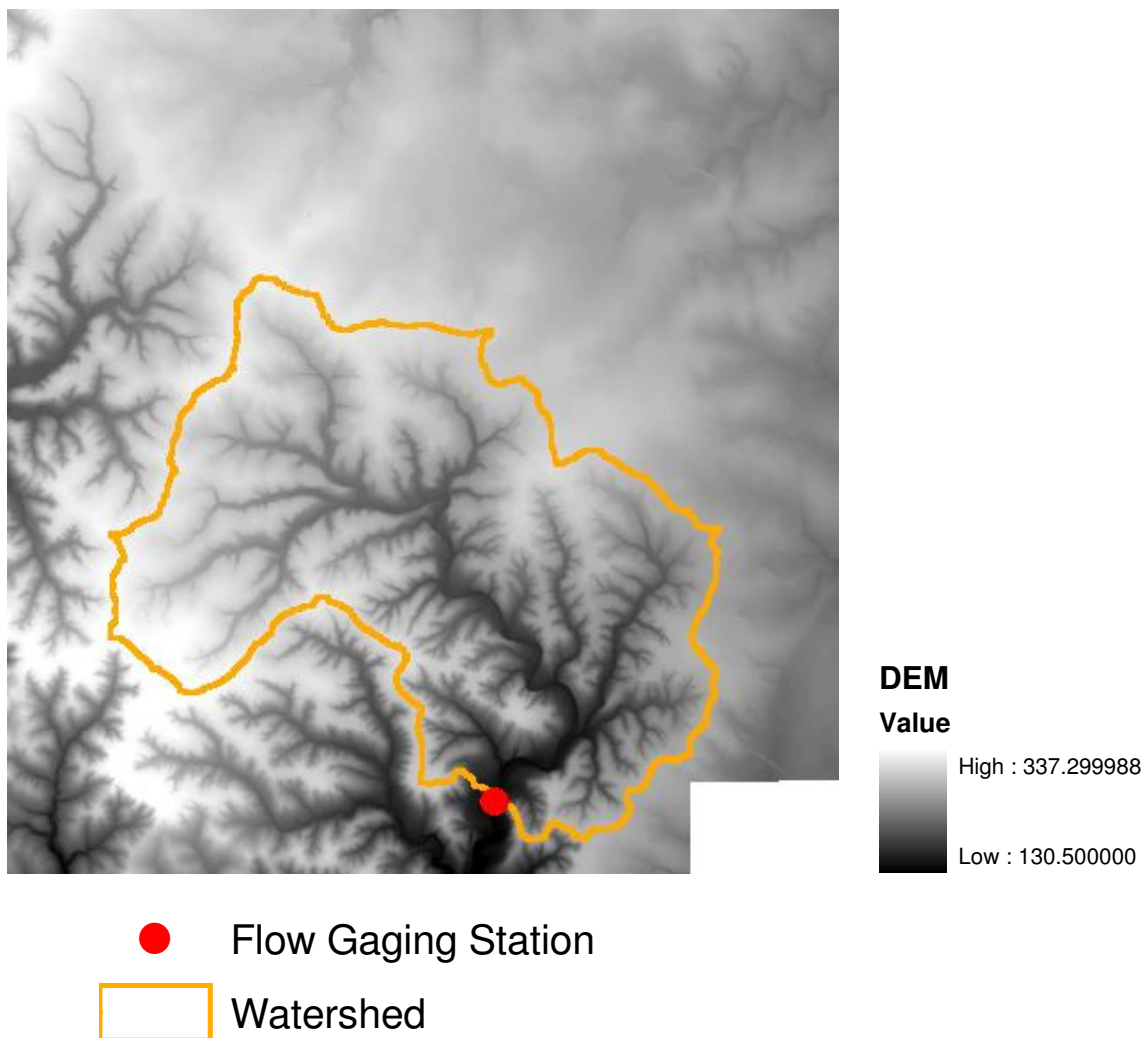 DEM
Value
High : 337.299988
Low : 130.500000
Flow Gaging Station
Watershed